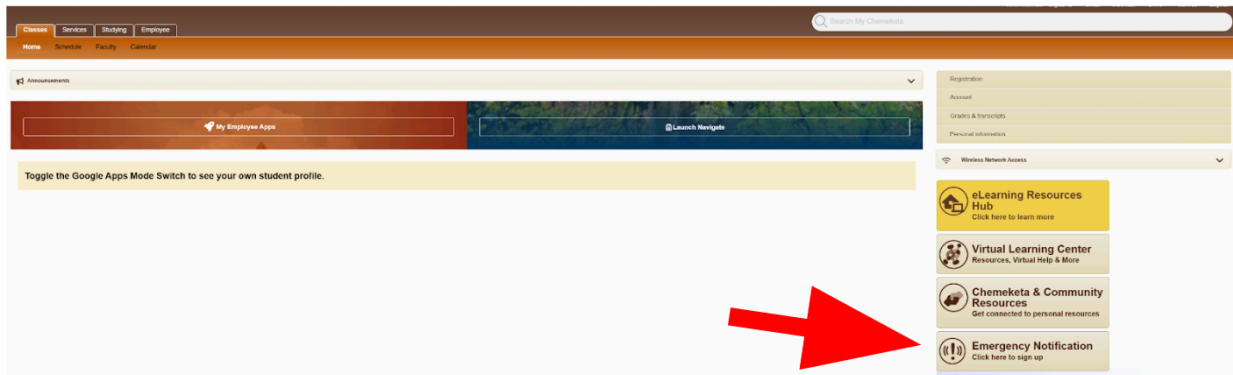 Search My Chemeketa
Classes Services Studying Employee
Home Schedule Faculty Calendar
Announcements
My Employee Apps
Launch Navigate
Toggle the Google Apps Mode Switch to see your own student profile.
Registration
Account
Grades & transcripts
Personal information
Wireless Network Access
eLearning Resources
Hub
Click here to learn more
Virtual Learning Center
Resources, Virtual Help & More
Chemeketa & Community
Resources
Get connected to personal resources
Emergency Notification
Click here to sign up